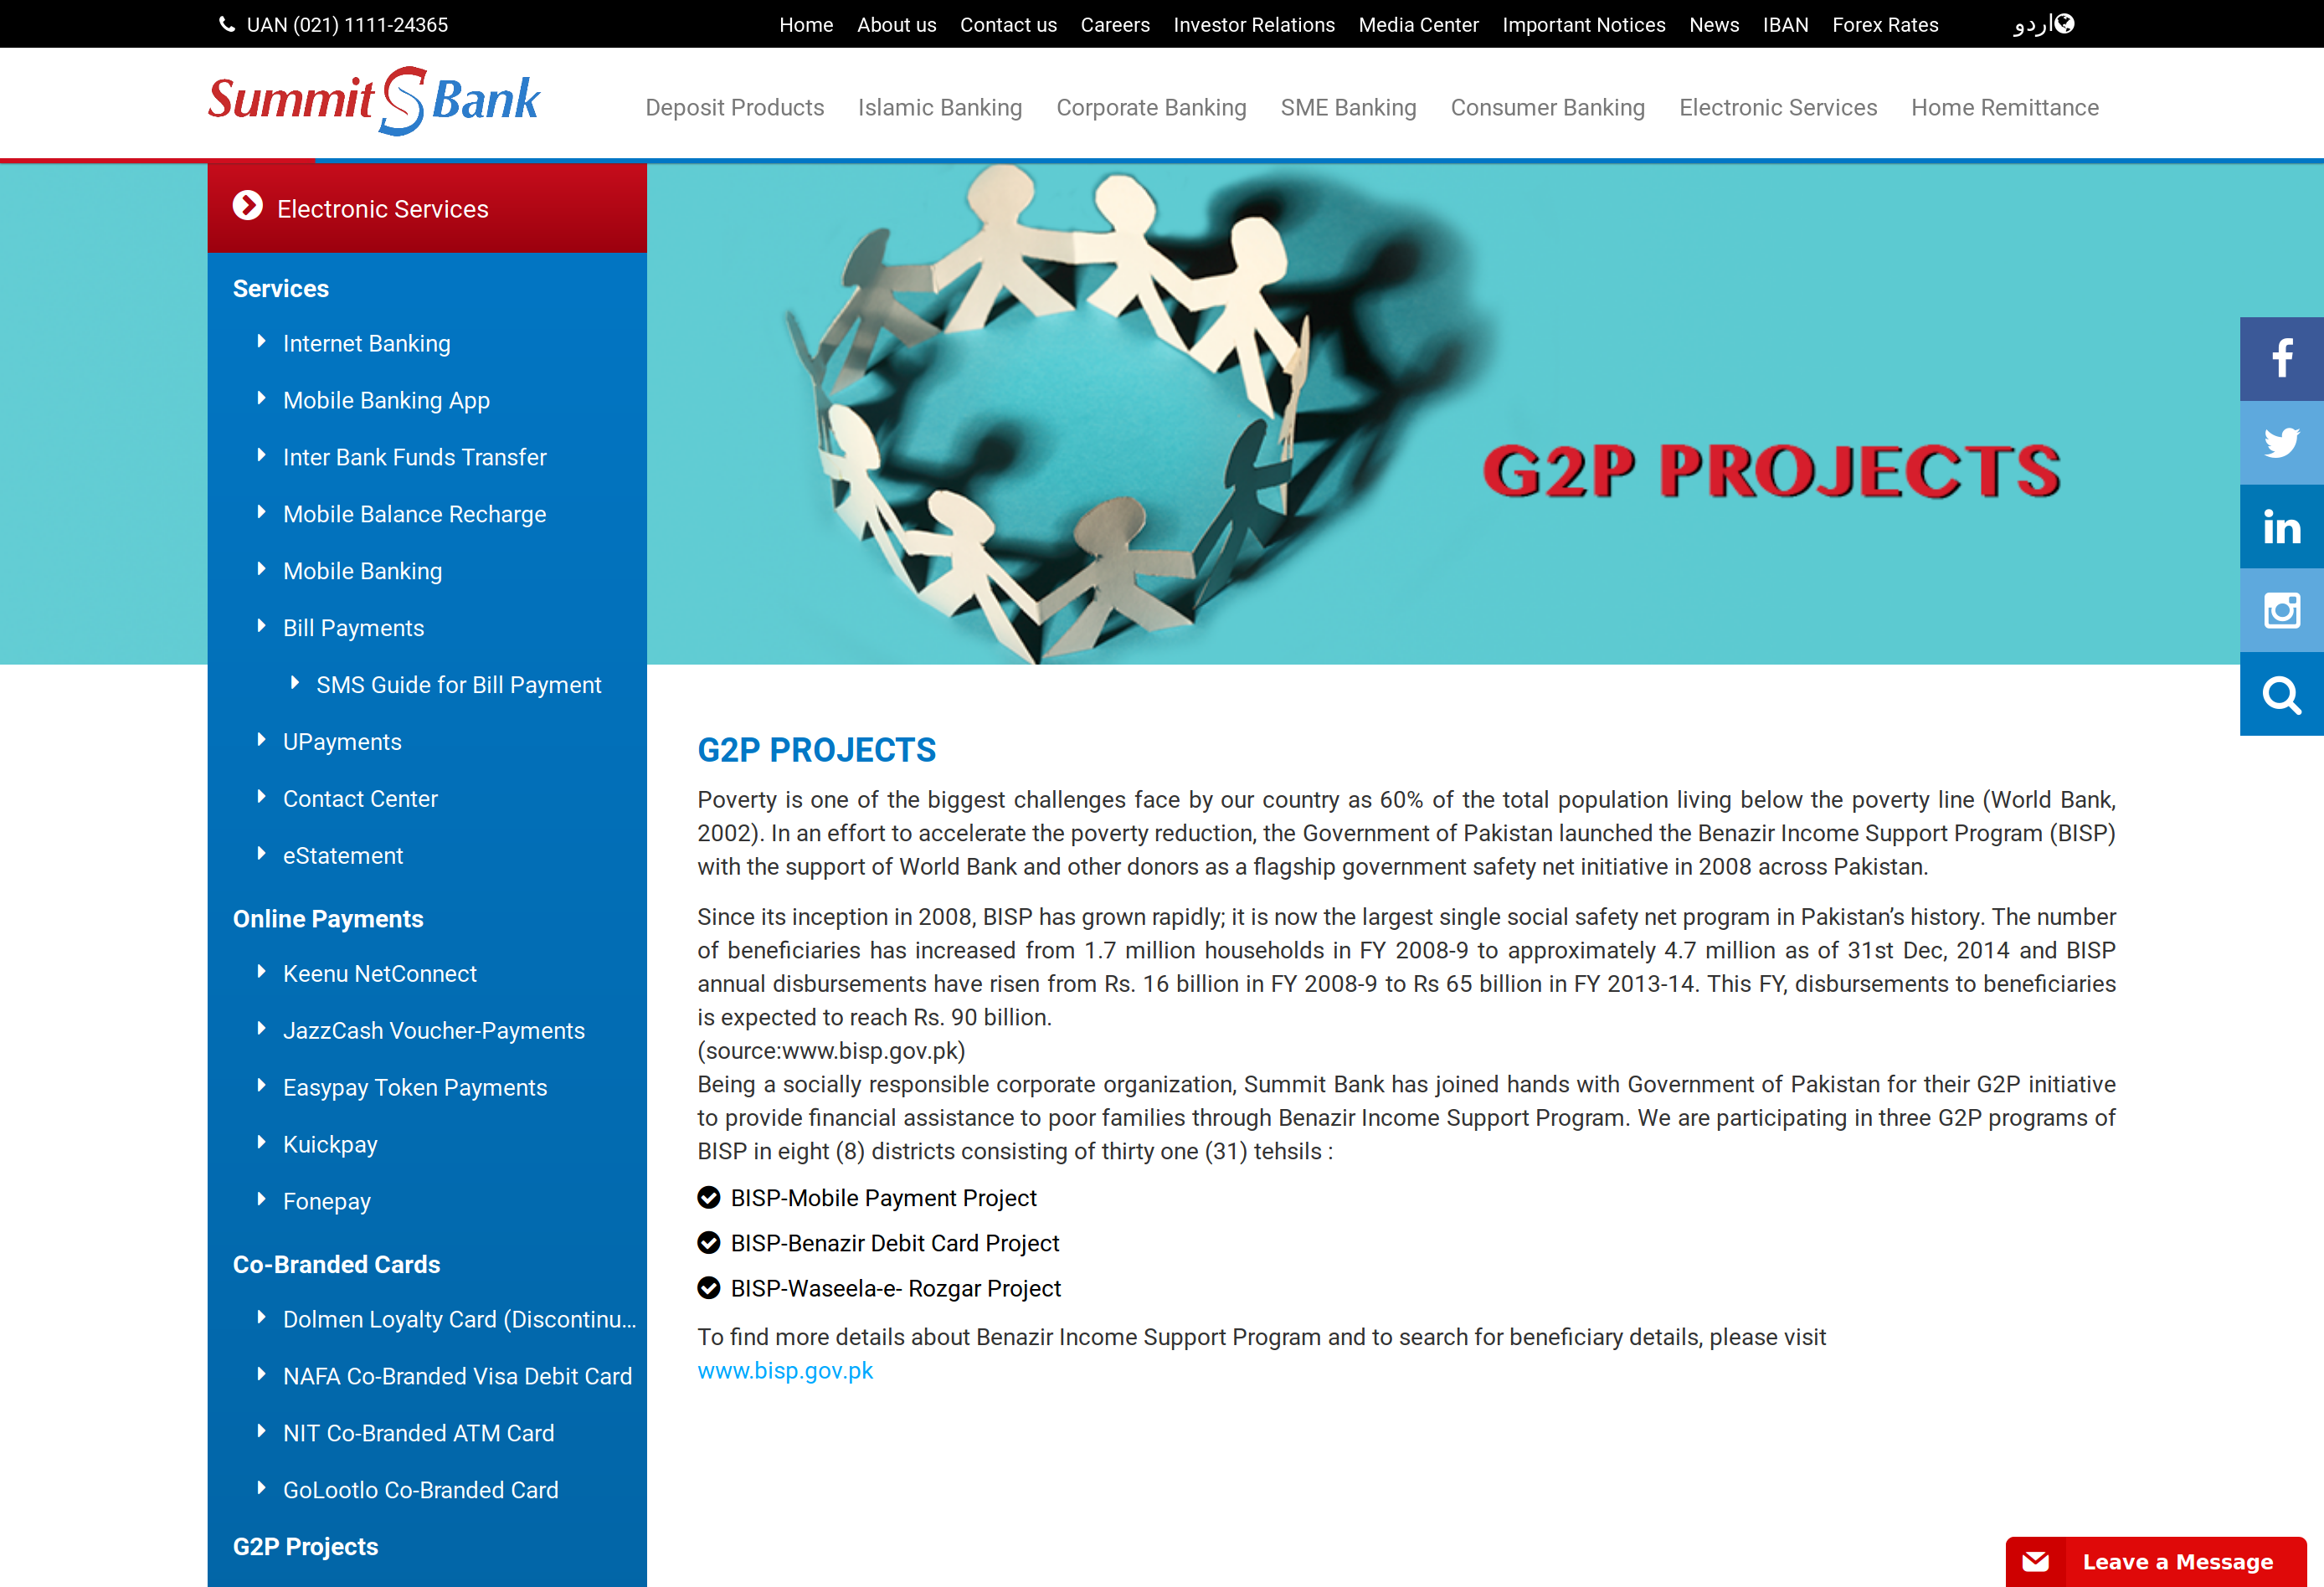 UAN (021) 1111-24365
Home About us Contact us Careers Investor Relations Media Center Important Notices News IBAN Forex Rates اردو
Summit S Bank
Deposit Products Islamic Banking Corporate Banking SME Banking Consumer Banking Electronic Services Home Remittance
Electronic Services
Services
Internet Banking
Mobile Banking App
Inter Bank Funds Transfer
Mobile Balance Recharge
Mobile Banking
Bill Payments
SMS Guide for Bill Payment
UPayments
Contact Center
eStatement
Online Payments
Keenu NetConnect
JazzCash Voucher-Payments
Easypay Token Payments
Kuickpay
Fonepay
Co-Branded Cards
Dolmen Loyalty Card (Discontinu...
NAFA Co-Branded Visa Debit Card
NIT Co-Branded ATM Card
GoLootlo Co-Branded Card
G2P Projects
G2P PROJECTS
G2P PROJECTS
Poverty is one of the biggest challenges face by our country as 60% of the total population living below the poverty line (World Bank,
2002). In an effort to accelerate the poverty reduction, the Government of Pakistan launched the Benazir Income Support Program (BISP)
with the support of World Bank and other donors as a flagship government safety net initiative in 2008 across Pakistan.
Since its inception in 2008, BISP has grown rapidly; it is now the largest single social safety net program in Pakistan’s history. The number
of beneficiaries has increased from 1.7 million households in FY 2008-9 to approximately 4.7 million as of 31st Dec, 2014 and BISP
annual disbursements have risen from Rs. 16 billion in FY 2008-9 to Rs 65 billion in FY 2013-14. This FY, disbursements to beneficiaries
is expected to reach Rs. 90 billion.
(source:www.bisp.gov.pk)
Being a socially responsible corporate organization, Summit Bank has joined hands with Government of Pakistan for their G2P initiative
to provide financial assistance to poor families through Benazir Income Support Program. We are participating in three G2P programs of
BISP in eight (8) districts consisting of thirty one (31) tehsils :
BISP-Mobile Payment Project
BISP-Benazir Debit Card Project
BISP-Waseela-e- Rozgar Project
To find more details about Benazir Income Support Program and to search for beneficiary details, please visit
www.bisp.gov.pk
Leave a Message